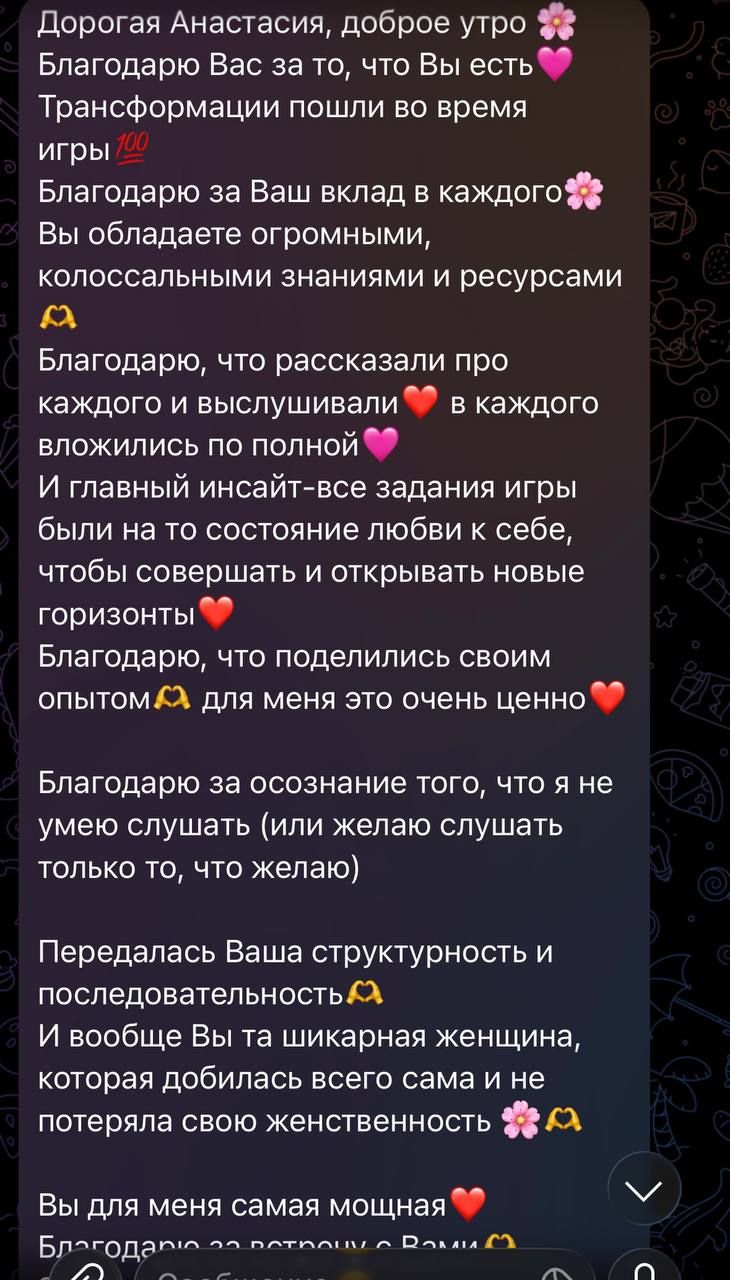 Дорогая Анастасия, доброе утро 🌸
Благодарю Вас за то, что Вы есть🩷
Трансформации пошли во время
игры💯
Благодарю за Ваш вклад в каждого🌸
Вы обладаете огромными,
колоссальными знаниями и ресурсами
🫶
Благодарю, что рассказали про
каждого и выслушивали❤️ в каждого
вложились по полной🩷
И главный инсайт-все задания игры
были на то состояние любви к себе,
чтобы совершать и открывать новые
горизонты❤️
Благодарю, что поделились своим
опытом🫶 для меня это очень ценно❤️
Благодарю за осознание того, что я не
умею слушать (или желаю слушать
только то, что желаю)
Передалась Ваша структурность и
последовательность🫶
И вообще Вы та шикарная женщина,
которая добилась всего сама и не
потеряла свою женственность 🌸🫶
Вы для меня самая мощная❤️
Благодарю за встречу с Вами🫶